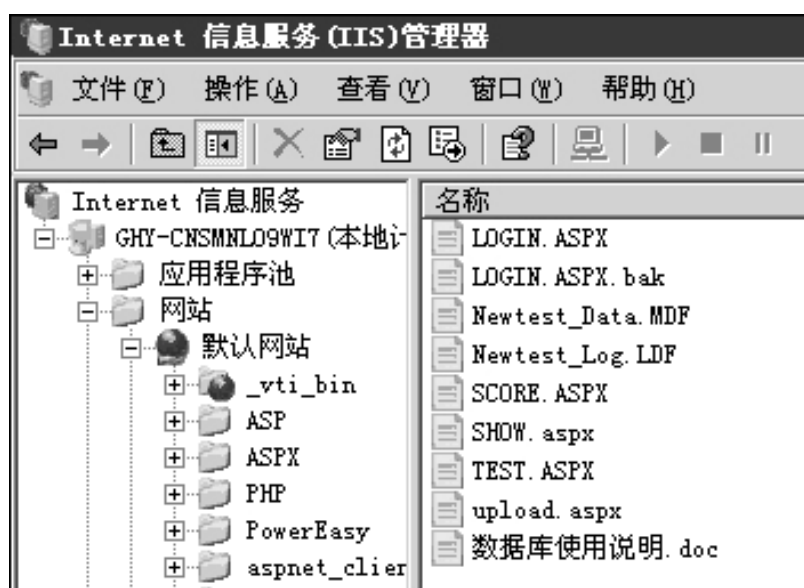 Internet 信息服务(IIS)管理器
文件(F) 操作(A) 查看(V) 窗口(W) 帮助(H)
Internet 信息服务
GHY-CNSMNLO9WI7(本地计
应用程序池
网站
默认网站
_vti_bin
ASP
ASPX
PHP
PowerEasy
aspnet_clier
名称
LOGIN.ASPX
LOGIN.ASPX.bak
Newtest_Data.MDF
Newtest_Log.LDF
SCORE.ASPX
SHOW.aspx
TEST.ASPX
upload.aspx
数据库使用说明.doc